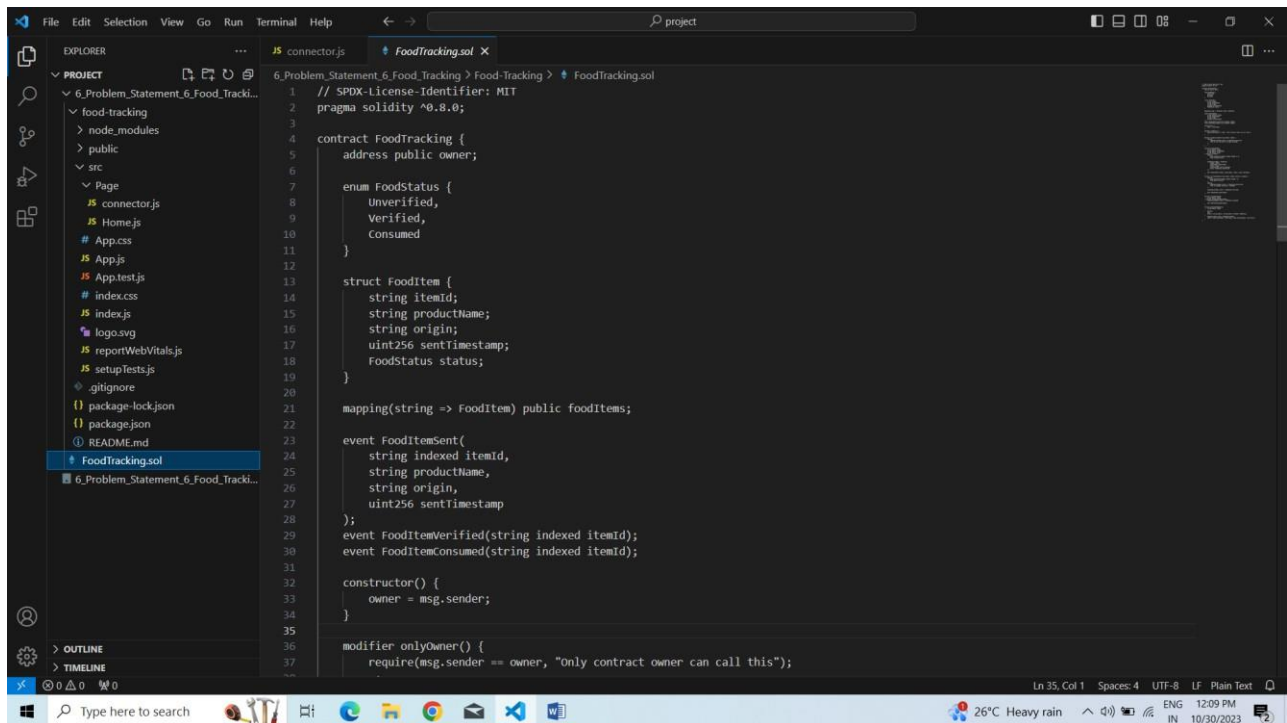 File Edit Selection View Go Run Terminal Help
project
EXPLORER
PROJECT
6_Problem_Statement_6_Food_Tracki...
food-tracking
node_modules
public
src
Page
JS connector.js
JS Home.js
# App.css
JS App.js
JS App.test.js
# index.css
JS index.js
logo.svg
JS reportWebVitals.js
JS setupTests.js
.gitignore
{} package-lock.json
{} package.json
README.md
FoodTracking.sol
6_Problem_Statement_6_Food_Tracki...
OUTLINE
TIMELINE
JS connector.js FoodTracking.sol
6_Problem_Statement_6_Food_Tracking > Food-Tracking > FoodTracking.sol
1 // SPDX-License-Identifier: MIT
2 pragma solidity ^0.8.0;
3
4 contract FoodTracking {
5 address public owner;
6
7 enum FoodStatus {
8 Unverified,
9 Verified,
10 Consumed
11 }
12
13 struct FoodItem {
14 string itemId;
15 string productName;
16 string origin;
17 uint256 sentTimestamp;
18 FoodStatus status;
19 }
20
21 mapping(string => FoodItem) public foodItems;
22
23 event FoodItemSent(
24 string indexed itemId,
25 string productName,
26 string origin,
27 uint256 sentTimestamp
28 );
29 event FoodItemVerified(string indexed itemId);
30 event FoodItemConsumed(string indexed itemId);
31
32 constructor() {
33 owner = msg.sender;
34 }
35
36 modifier onlyOwner() {
37 require(msg.sender == owner, "Only contract owner can call this");
0 0 0
Ln 35, Col 1 Spaces: 4 UTF-8 LF Plain Text
Type here to search
26°C Heavy rain
ENG
IN
12:09 PM
10/30/2023